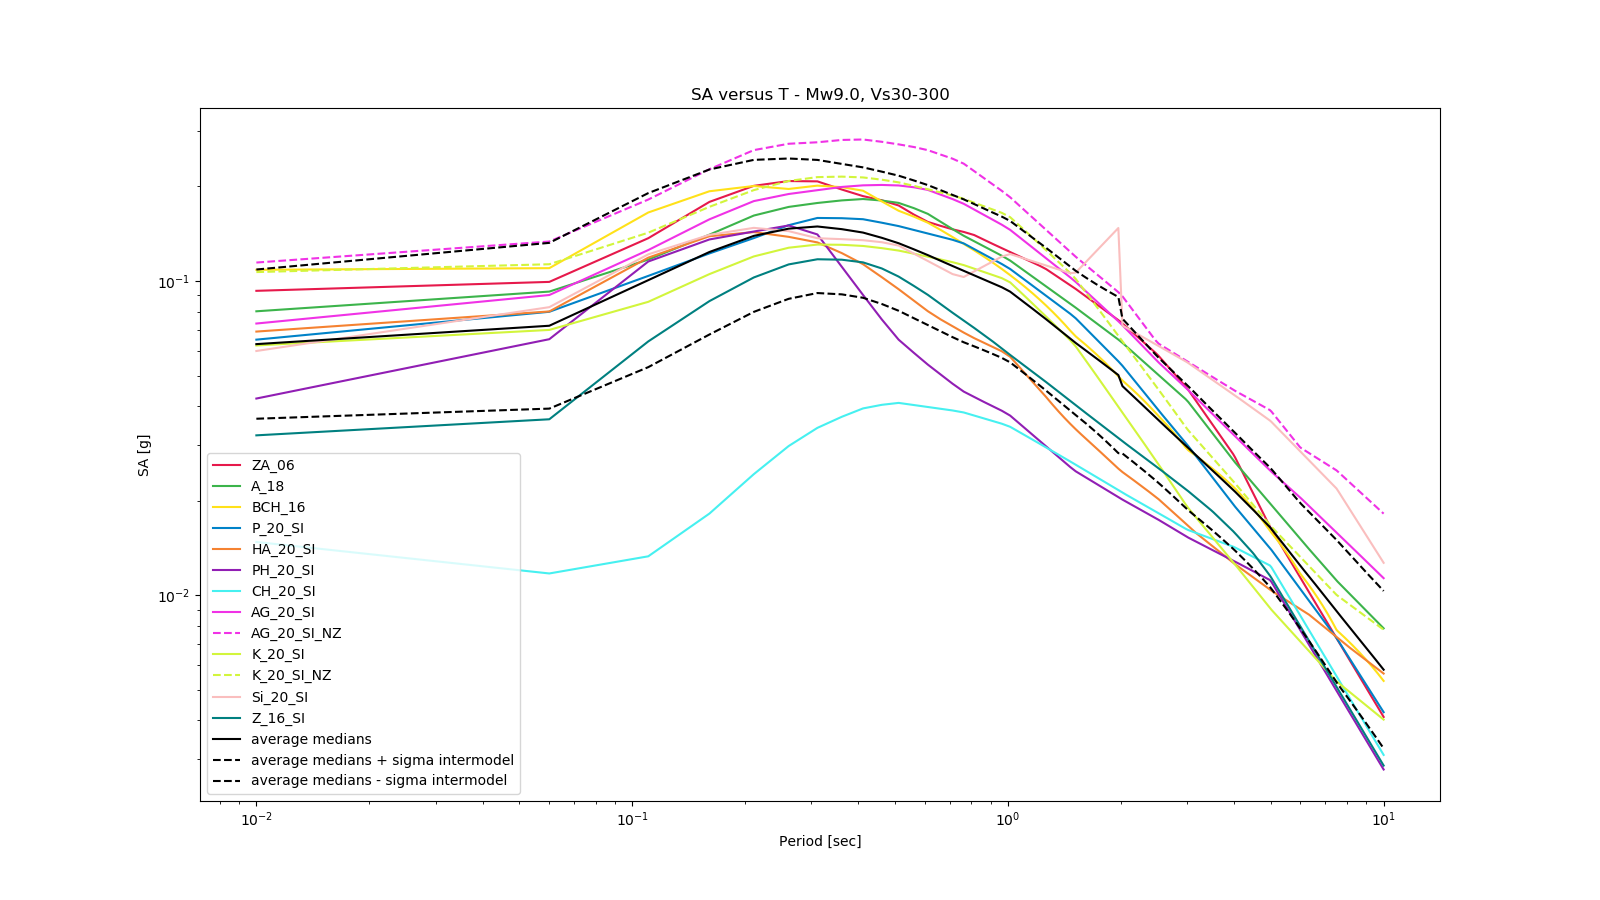 SA versus T - Mw9.0, Vs30-300
SA [g]
10⁻¹
10⁻²
ZA_06
A_18
BCH_16
P_20_SI
HA_20_SI
PH_20_SI
CH_20_SI
AG_20_SI
AG_20_SI_NZ
K_20_SI
K_20_SI_NZ
Si_20_SI
Z_16_SI
average medians
average medians + sigma intermodel
average medians - sigma intermodel
10⁻² 10⁻¹ 10⁰ 10¹
Period [sec]